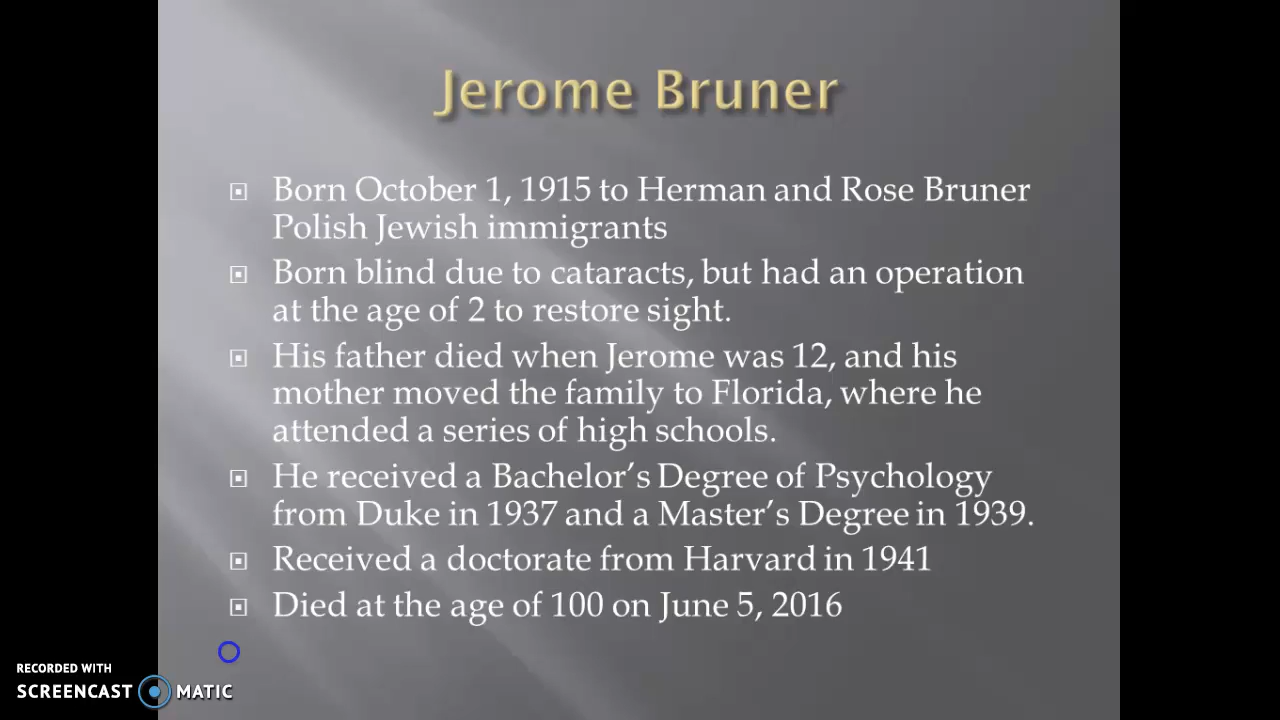 Jerome Bruner
Born October 1, 1915 to Herman and Rose Bruner
Polish Jewish immigrants
Born blind due to cataracts, but had an operation
at the age of 2 to restore sight.
His father died when Jerome was 12, and his
mother moved the family to Florida, where he
attended a series of high schools.
He received a Bachelor’s Degree of Psychology
from Duke in 1937 and a Master’s Degree in 1939.
Received a doctorate from Harvard in 1941
Died at the age of 100 on June 5, 2016
RECORDED WITH
SCREENCAST MATIC